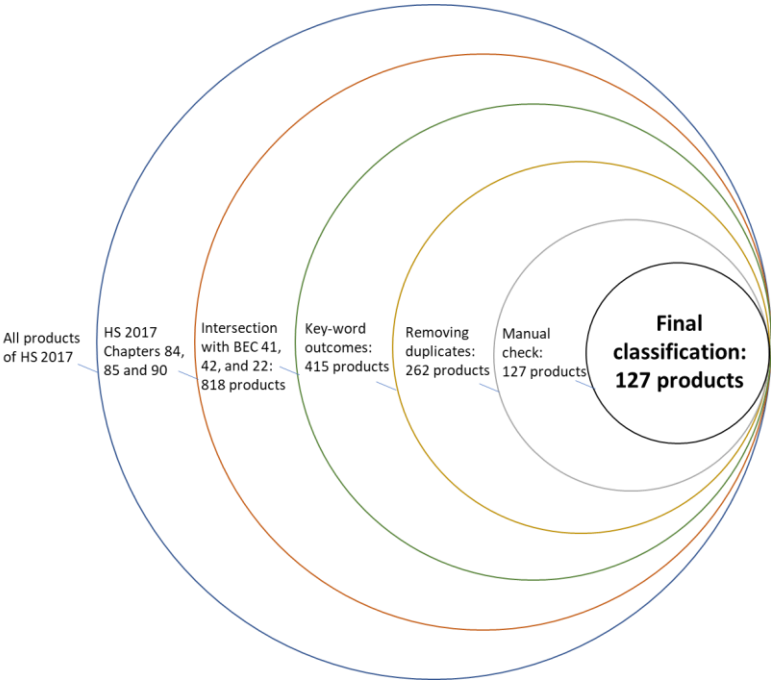 All products
of HS 2017
HS 2017
Chapters 84,
85 and 90
Intersection
with BEC 41,
42, and 22:
818 products
Key-word
outcomes:
415 products
Removing
duplicates:
262 products
Manual
check:
127 products
Final
classification:
127 products